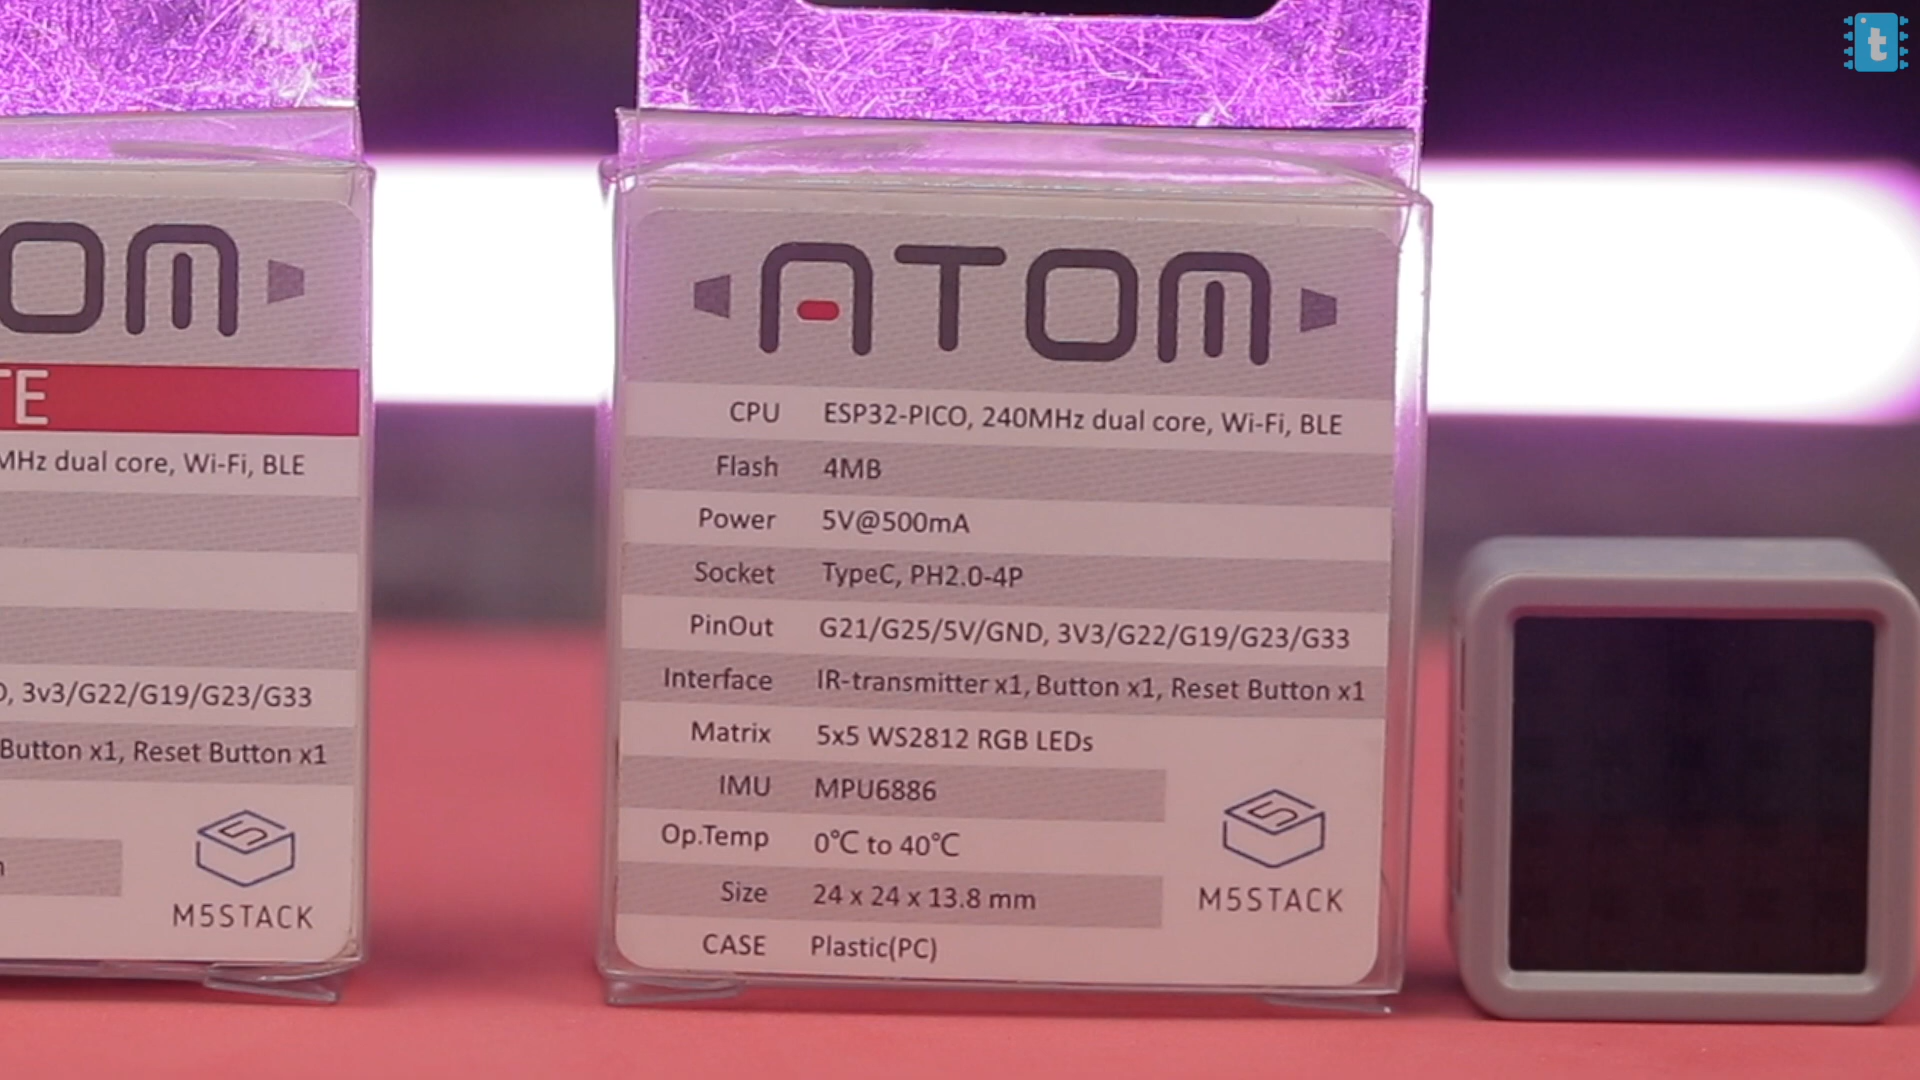 t
OM
TE
MHz dual core, Wi-Fi, BLE
, 3v3/G22/G19/G23/G33
Button x1, Reset Button x1
5
M5STACK
ATOM
CPU ESP32-PICO, 240MHz dual core, Wi-Fi, BLE
Flash 4MB
Power 5V@500mA
Socket TypeC, PH2.0-4P
PinOut G21/G25/5V/GND, 3V3/G22/G19/G23/G33
Interface IR-transmitter x1, Button x1, Reset Button x1
Matrix 5x5 WS2812 RGB LEDs
IMU MPU6886
Op.Temp 0℃ to 40℃
Size 24 x 24 x 13.8 mm
CASE Plastic(PC)
5
M5STACK